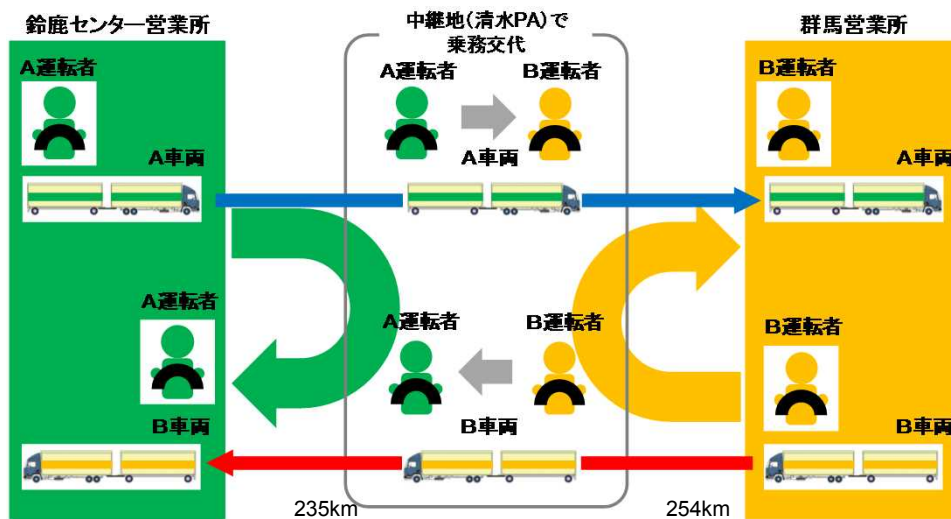 鈴鹿センター営業所
中継地（清水PA）で
乗務交代
群馬営業所
A運転者
A運転者
B運転者
B運転者
A車両
A車両
A車両
A運転者
A運転者
B運転者
B運転者
B車両
B車両
B車両
235km
254km